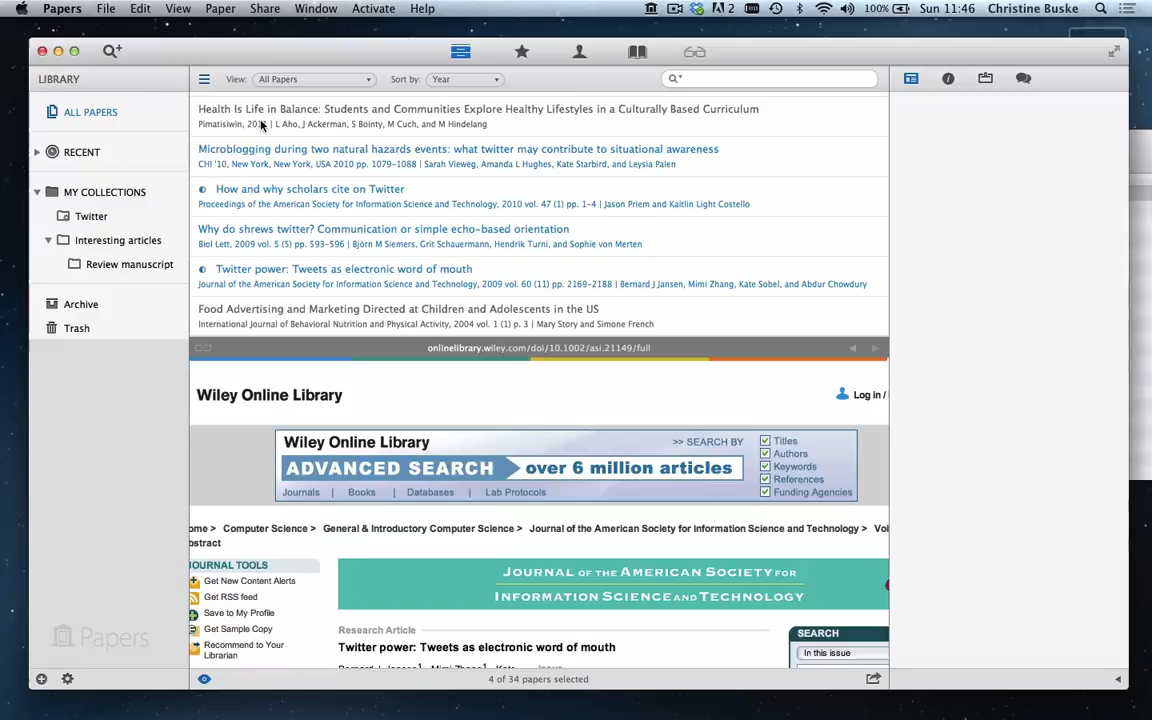 Papers File Edit View Paper Share Window Activate Help 2 100% Sun 11:46 Christine Buske
LIBRARY
View: All Papers Sort by: Year
ALL PAPERS
RECENT
MY COLLECTIONS
Twitter
Interesting articles
Review manuscript
Archive
Trash
Papers
Health Is Life in Balance: Students and Communities Explore Healthy Lifestyles in a Culturally Based Curriculum
Pimatisiwin, | L Aho, J Ackerman, S Bointy, M Cuch, and M Hindelang
Microblogging during two natural hazards events: what twitter may contribute to situational awareness
CHI '10, New York, New York, USA 2010 pp. 1079-1088 | Sarah Vieweg, Amanda L Hughes, Kate Starbird, and Leysia Palen
How and why scholars cite on Twitter
Proceedings of the American Society for Information Science and Technology, 2010 vol. 47 (1) pp. 1-4 | Jason Priem and Kaitlin Light Costello
Why do shrews twitter? Communication or simple echo-based orientation
Biol Lett, 2009 vol. 5 (5) pp. 593-596 | Björn M Siemers, Grit Schauermann, Hendrik Turni, and Sophie von Merten
Twitter power: Tweets as electronic word of mouth
Journal of the American Society for Information Science and Technology, 2009 vol. 60 (11) pp. 2169-2188 | Bernard J Jansen, Mimi Zhang, Kate Sobel, and Abdur Chowdury
Food Advertising and Marketing Directed at Children and Adolescents in the US
International Journal of Behavioral Nutrition and Physical Activity, 2004 vol. 1 (1) p. 3 | Mary Story and Simone French
onlinelibrary.wiley.com/doi/10.1002/asi.21149/full
Wiley Online Library
Log in /
Wiley Online Library >> SEARCH BY
ADVANCED SEARCH over 6 million articles
Journals | Books | Databases | Lab Protocols
Titles
Authors
Keywords
References
Funding Agencies
ome > Computer Science > General & Introductory Computer Science > Journal of the American Society for Information Science and Technology > Vol
bstract
JOURNAL TOOLS
Get New Content Alerts
Get RSS feed
Save to My Profile
Get Sample Copy
Recommend to Your
Librarian
JOURNAL OF THE AMERICAN SOCIETY FOR
INFORMATION SCIENCE AND TECHNOLOGY
Research Article
Twitter power: Tweets as electronic word of mouth
SEARCH
In this issue
4 of 34 papers selected